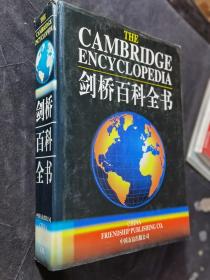 THE
CAMBRIDGE
ENCYCLOPEDIA
剑桥百科全书
CHINA
FRIENDSHIP PUBLISHING CO.
中国友谊出版公司
剑桥
百科
全书